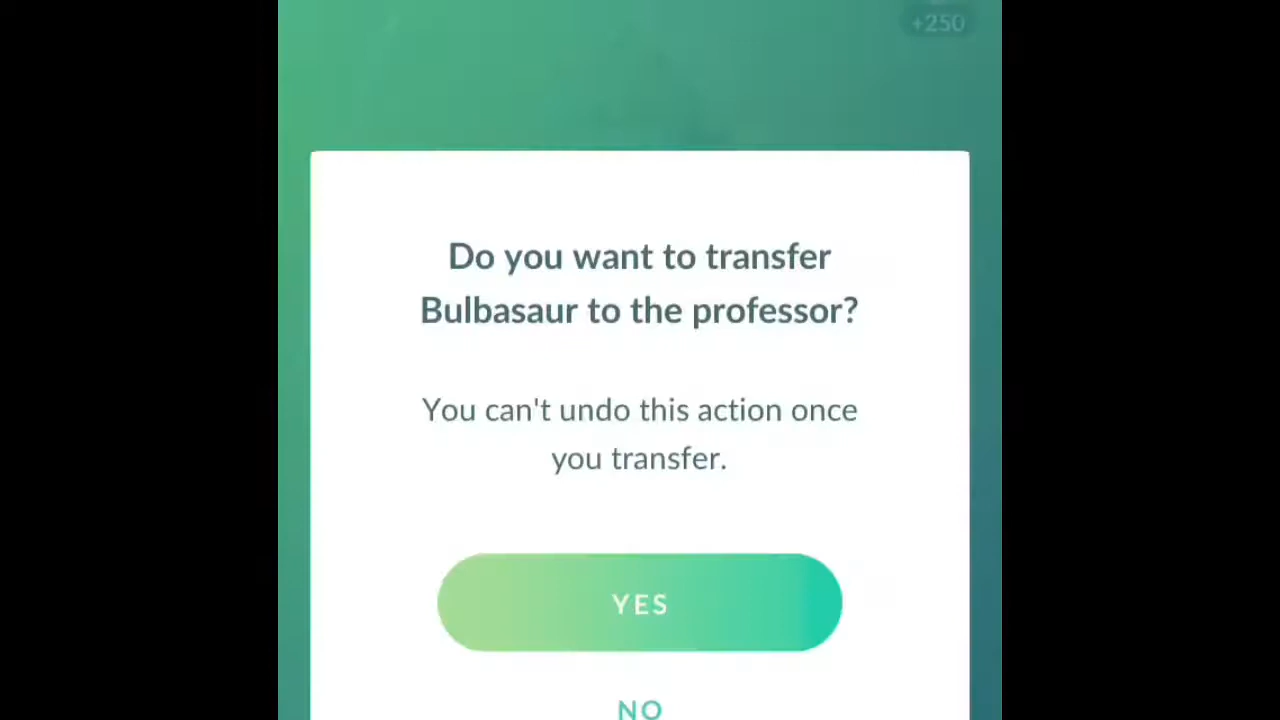 +250
Do you want to transfer
Bulbasaur to the professor?
You can't undo this action once
you transfer.
YES
NO